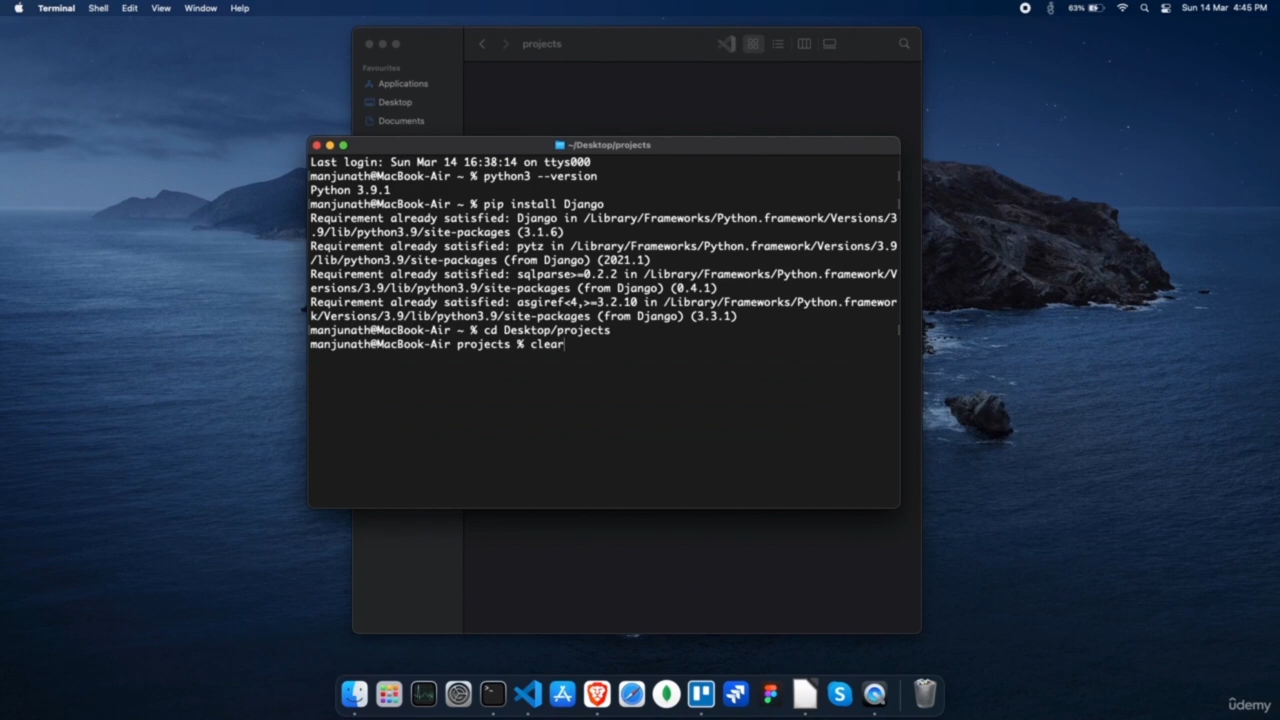 Terminal Shell Edit View Window Help 63% Sun 14 Mar 4:45 PM
projects
Favourites
Applications
Desktop
Documents
~/Desktop/projects
Last login: Sun Mar 14 16:38:14 on ttys000
manjunath@MacBook-Air ~ % python3 --version
Python 3.9.1
manjunath@MacBook-Air ~ % pip install Django
Requirement already satisfied: Django in /Library/Frameworks/Python.framework/Versions/3
.9/lib/python3.9/site-packages (3.1.6)
Requirement already satisfied: pytz in /Library/Frameworks/Python.framework/Versions/3.9
/lib/python3.9/site-packages (from Django) (2021.1)
Requirement already satisfied: sqlparse>=0.2.2 in /Library/Frameworks/Python.framework/V
ersions/3.9/lib/python3.9/site-packages (from Django) (0.4.1)
Requirement already satisfied: asgiref<4,>=3.2.10 in /Library/Frameworks/Python.framewor
k/Versions/3.9/lib/python3.9/site-packages (from Django) (3.3.1)
manjunath@MacBook-Air ~ % cd Desktop/projects
manjunath@MacBook-Air projects % clear
ûdemy